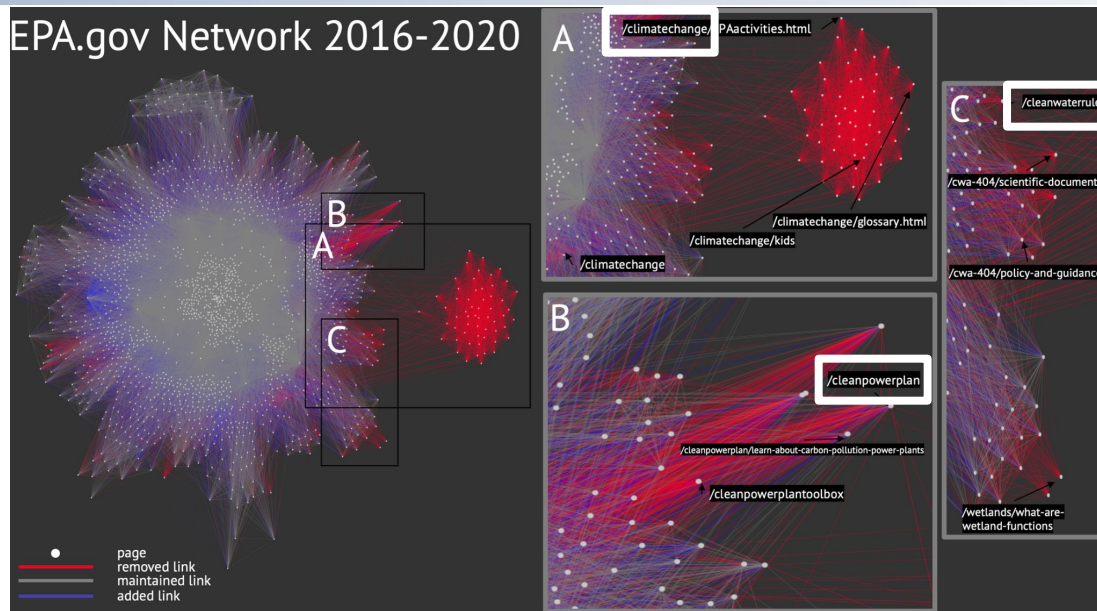 EPA.gov Network 2016-2020
B
A
C
page
removed link
maintained link
added link
A
/climatechange/ PAactivities.html
/climatechange/glossary.html
/climatechange/kids
/climatechange
B
/cleanpowerplan
/cleanpowerplan/learn-about-carbon-pollution-power-plants
/cleanpowerplantoolbox
C
/cleanwaterrule
/cwa-404/scientific-document
/cwa-404/policy-and-guidance
/wetlands/what-are-
wetland-functions